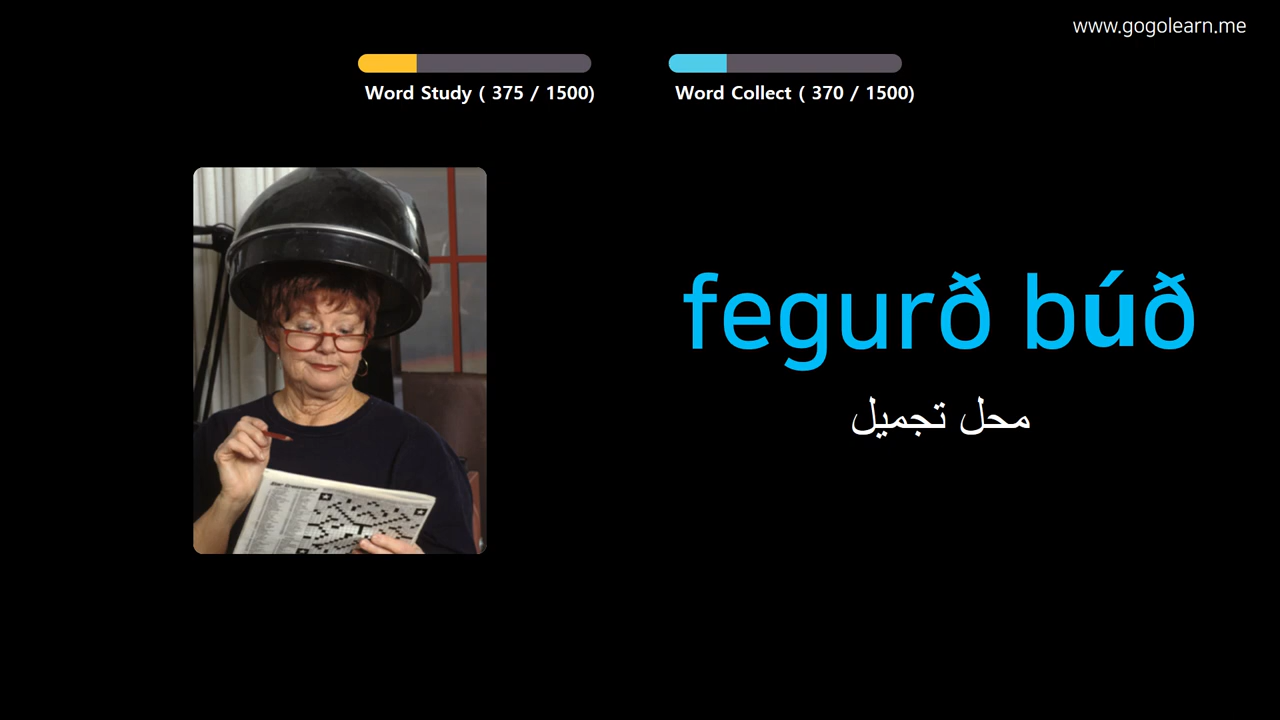 www.gogolearn.me
Word Study ( 375 / 1500)
Word Collect ( 370 / 1500)
fegurð búð
محل تجميل